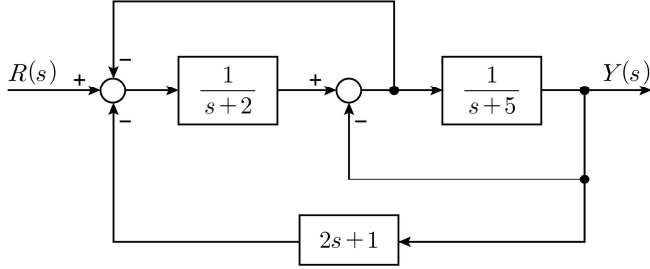 R(s) + − 1/(s+2) + 1/(s+5) Y(s)
− −
2s+1